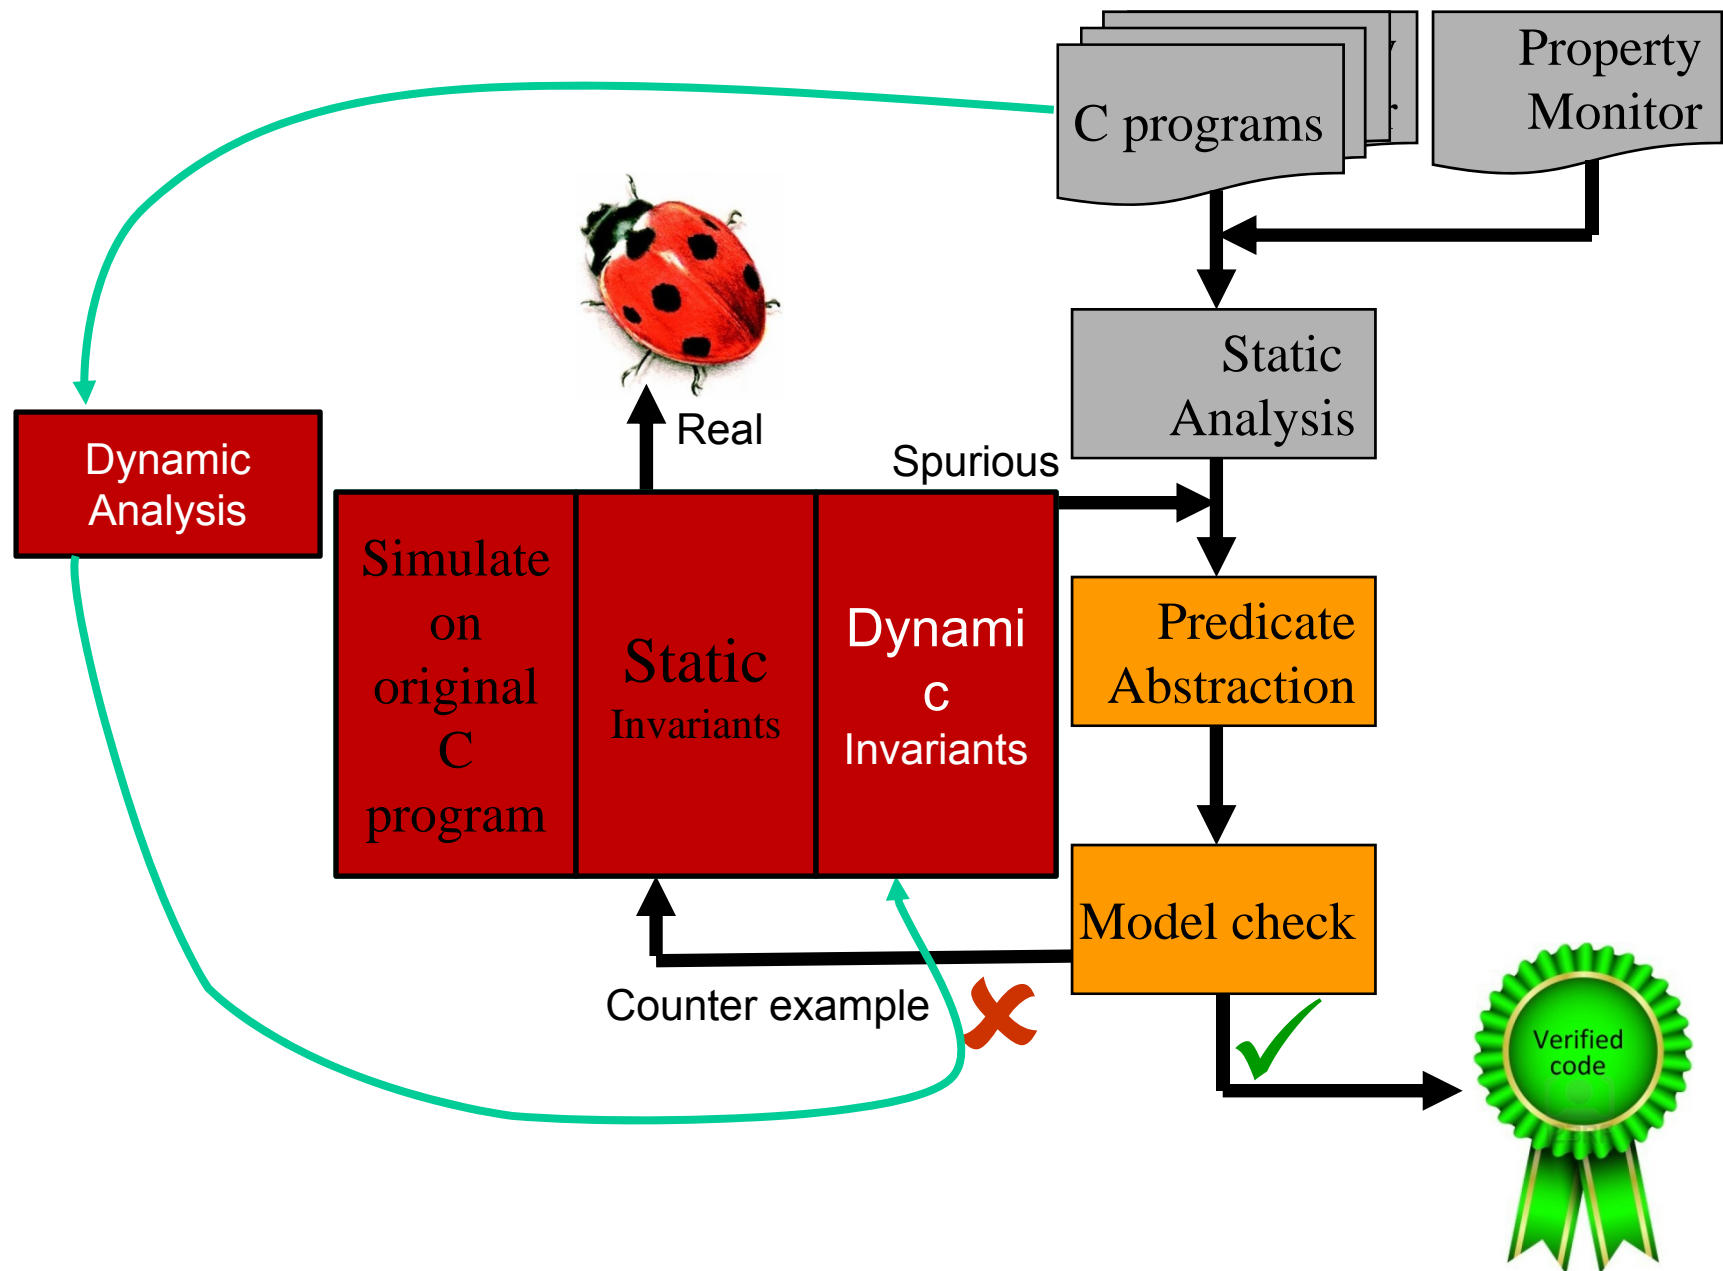 C programs
Property
Monitor
Static
Analysis
Real
Spurious
Dynamic
Analysis
Simulate
on
original
C
program
Static
Invariants
Dynami
c
Invariants
Predicate
Abstraction
Model check
Counter example
Verified
code